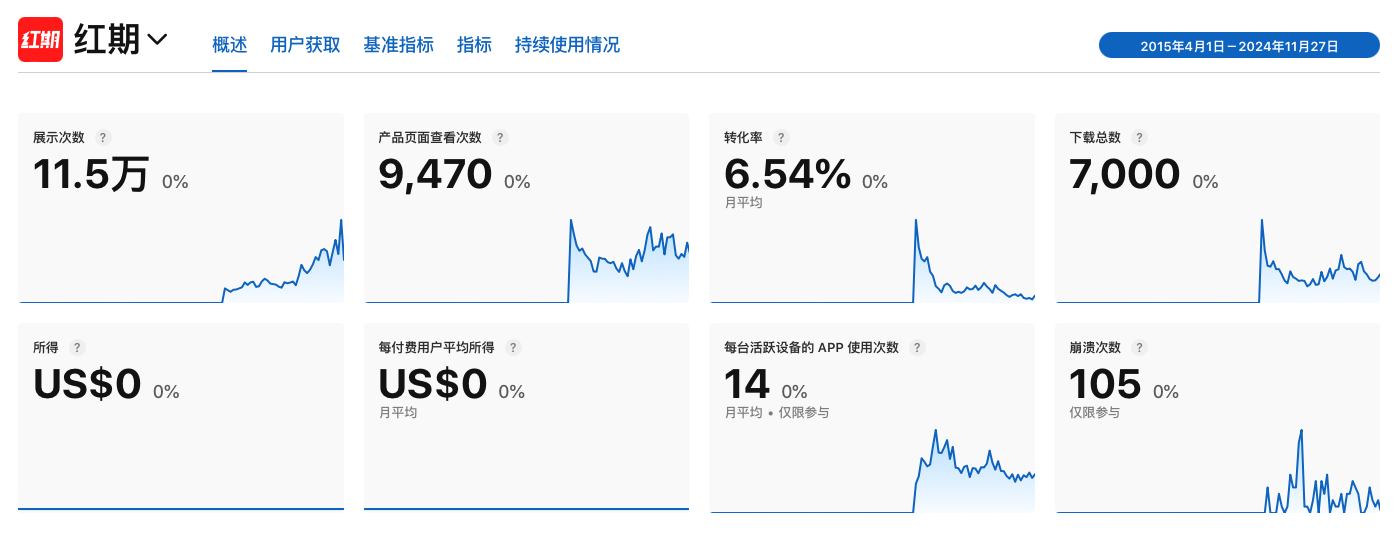 红期 红期
概述 用户获取 基准指标 指标 持续使用情况
2015年4月1日 – 2024年11月27日
展示次数 ?
11.5万 0%
产品页面查看次数 ?
9,470 0%
转化率 ?
6.54% 0%
月平均
下载总数 ?
7,000 0%
所得 ?
US$0 0%
每付费用户平均所得 ?
US$0 0%
月平均
每台活跃设备的 APP 使用次数 ?
14 0%
月平均 • 仅限参与
崩溃次数 ?
105 0%
仅限参与